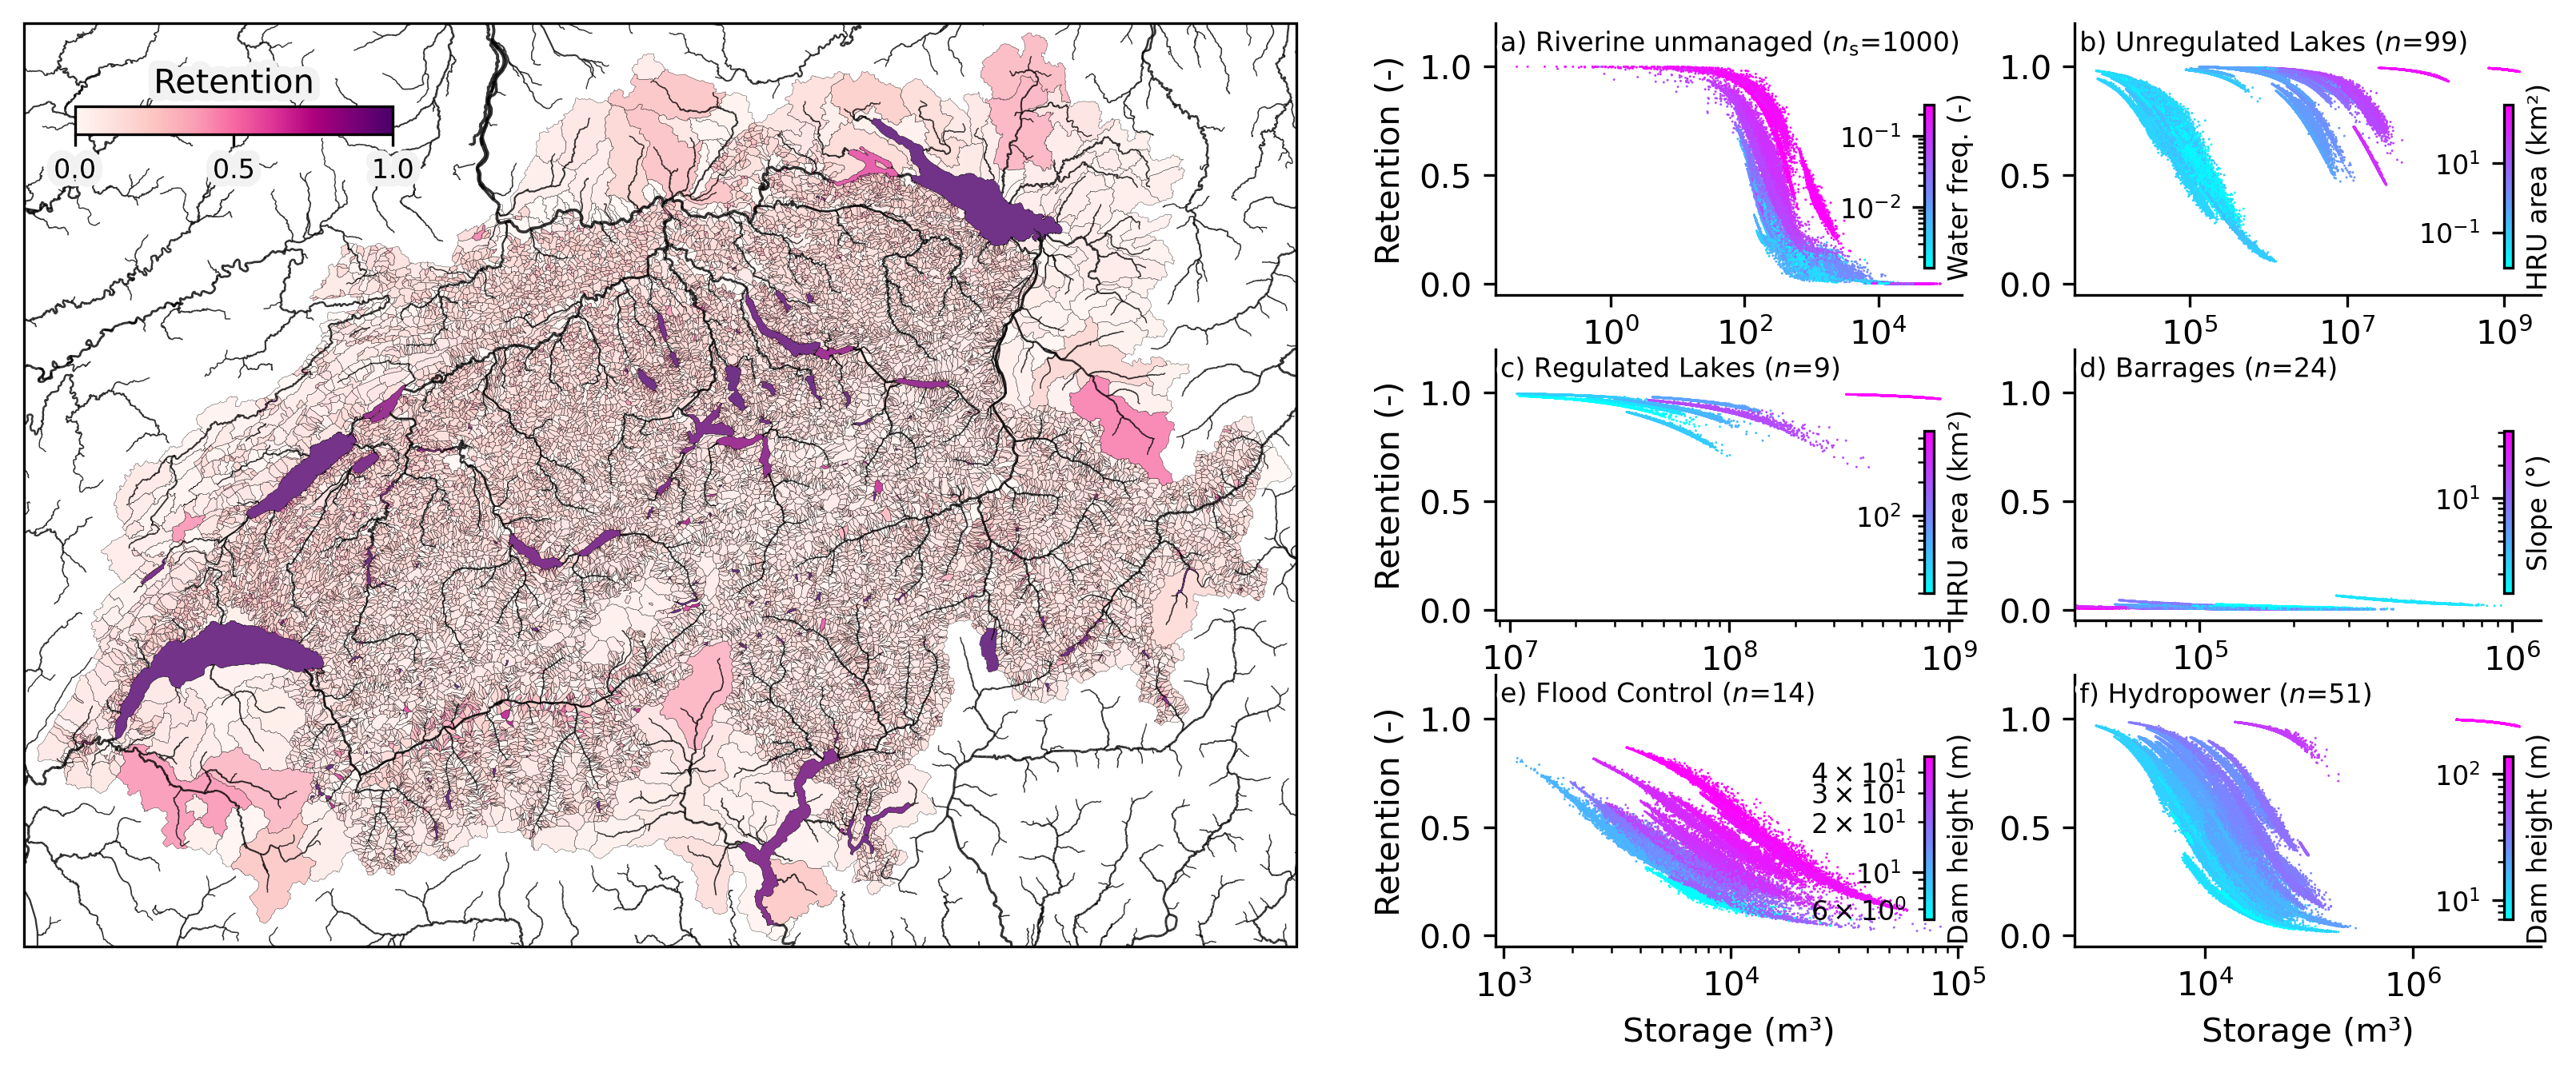 Retention
0.0 0.5 1.0
a) Riverine unmanaged (nₛ=1000)
Retention (-)
1.0
0.5
0.0
10⁰ 10² 10⁴
10⁻¹
10⁻²
Water freq. (-)
b) Unregulated Lakes (n=99)
1.0
0.5
0.0
10⁵ 10⁷ 10⁹
10¹
10⁻¹
HRU area (km²)
c) Regulated Lakes (n=9)
Retention (-)
1.0
0.5
0.0
10⁷ 10⁸ 10⁹
10²
HRU area (km²)
d) Barrages (n=24)
1.0
0.5
0.0
10⁵ 10⁶
10¹
Slope (°)
e) Flood Control (n=14)
Retention (-)
1.0
0.5
0.0
10³ 10⁴ 10⁵
Storage (m³)
4 × 10¹
3 × 10¹
2 × 10¹
10¹
6 × 10⁰
Dam height (m)
f) Hydropower (n=51)
1.0
0.5
0.0
10⁴ 10⁶
Storage (m³)
10²
10¹
Dam height (m)